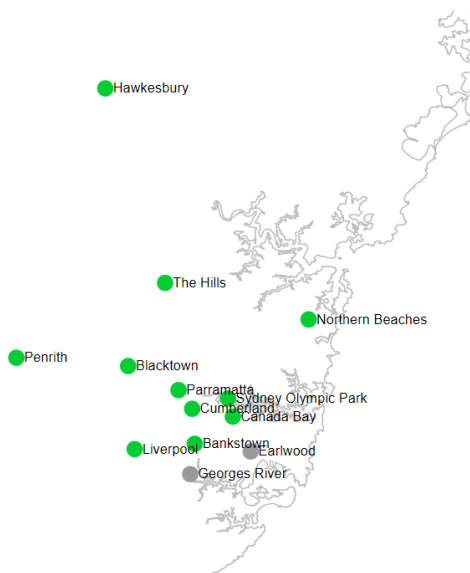 Hawkesbury
The Hills
Northern Beaches
Penrith
Blacktown
Parramatta
Sydney Olympic Park
Cumberland
Canada Bay
Bankstown
Liverpool
Earlwood
Georges River